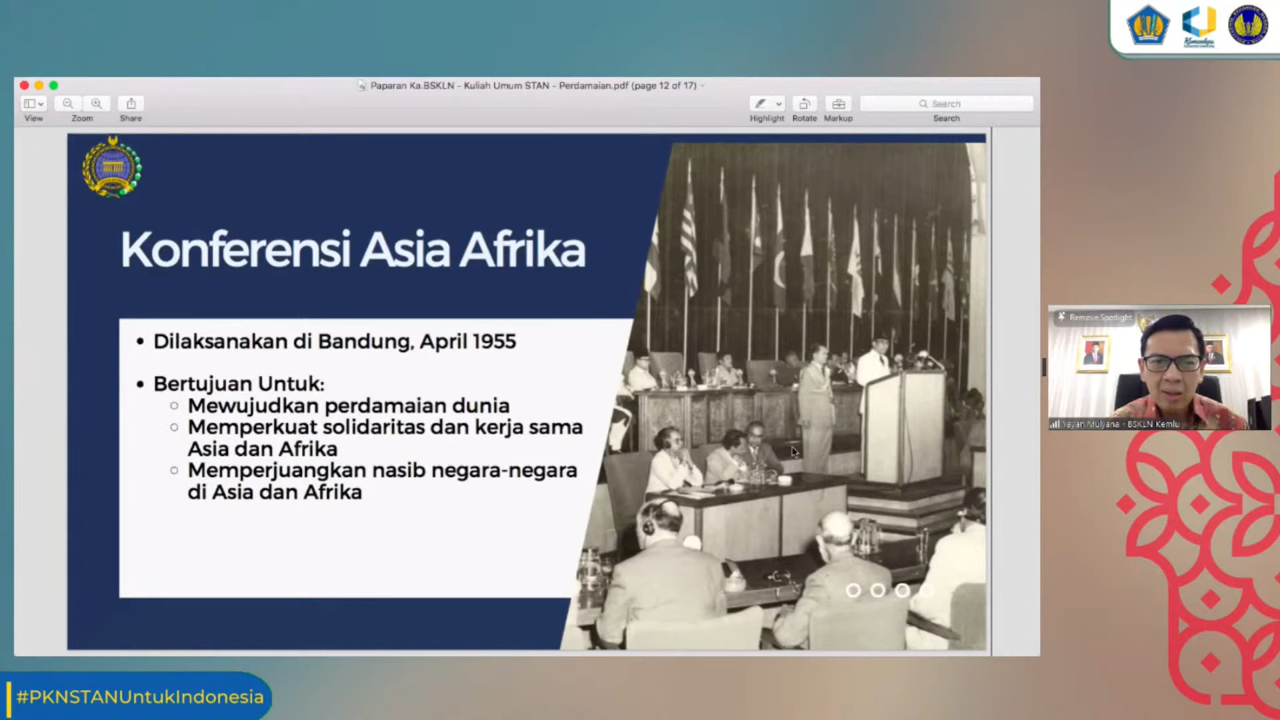 Paparan Ka.BSKLN - Kuliah Umum STAN - Perdamaian.pdf (page 12 of 17)
View
Zoom
Share
Highlight
Rotate
Markup
Search
Search
Konferensi Asia Afrika
• Dilaksanakan di Bandung, April 1955
• Bertujuan Untuk:
○ Mewujudkan perdamaian dunia
○ Memperkuat solidaritas dan kerja sama
Asia dan Afrika
○ Memperjuangkan nasib negara-negara
di Asia dan Afrika
Remove Spotlight
Yayan Mulyana - BSKLN Kemlu
#PKNSTANUntukIndonesia